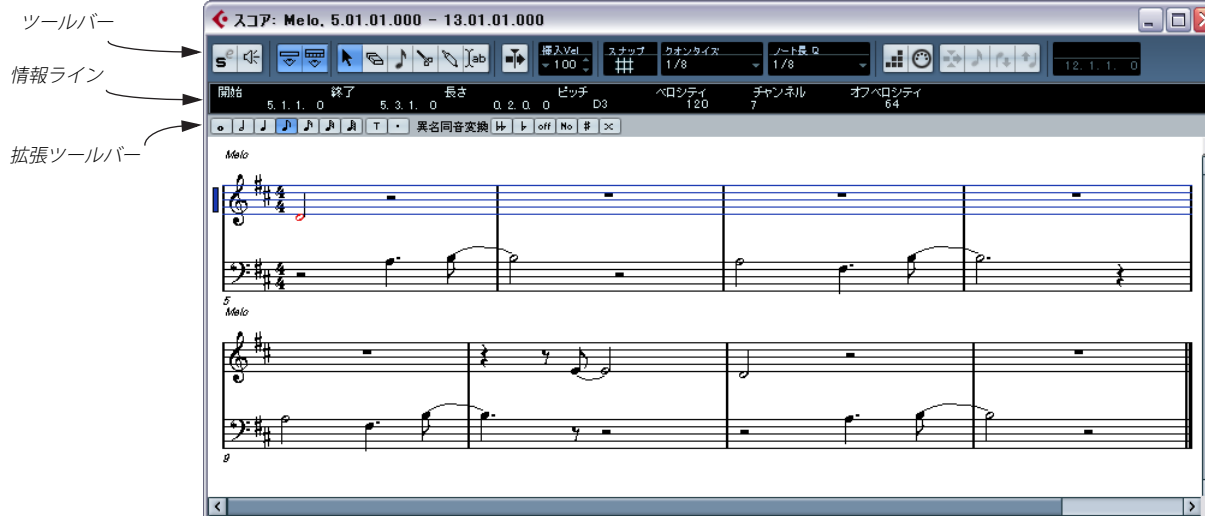 ツールバー
情報ライン
拡張ツールバー
スコア: Melo, 5.01.01.000 - 13.01.01.000
挿入Vel スナップ クオンタイズ ノート長 Q
100 1/8 1/8 12. 1. 1. 0
開始 終了 長さ ピッチ ベロシティ チャンネル オフベロシティ
5. 1. 1. 0 5. 3. 1. 0 0. 2. 0. 0 D3 120 7 64
T 異名同音変換 off No #
Melo
5
Melo
9